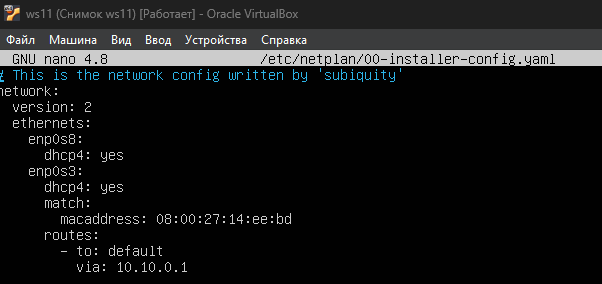 ws11 (Снимок ws11) [Работает] - Oracle VirtualBox
Файл Машина Вид Ввод Устройства Справка
GNU nano 4.8 /etc/netplan/00-installer-config.yaml
# This is the network config written by 'subiquity'
network:
  version: 2
  ethernets:
    enp0s8:
      dhcp4: yes
    enp0s3:
      dhcp4: yes
      match:
        macaddress: 08:00:27:14:ee:bd
      routes:
        - to: default
          via: 10.10.0.1